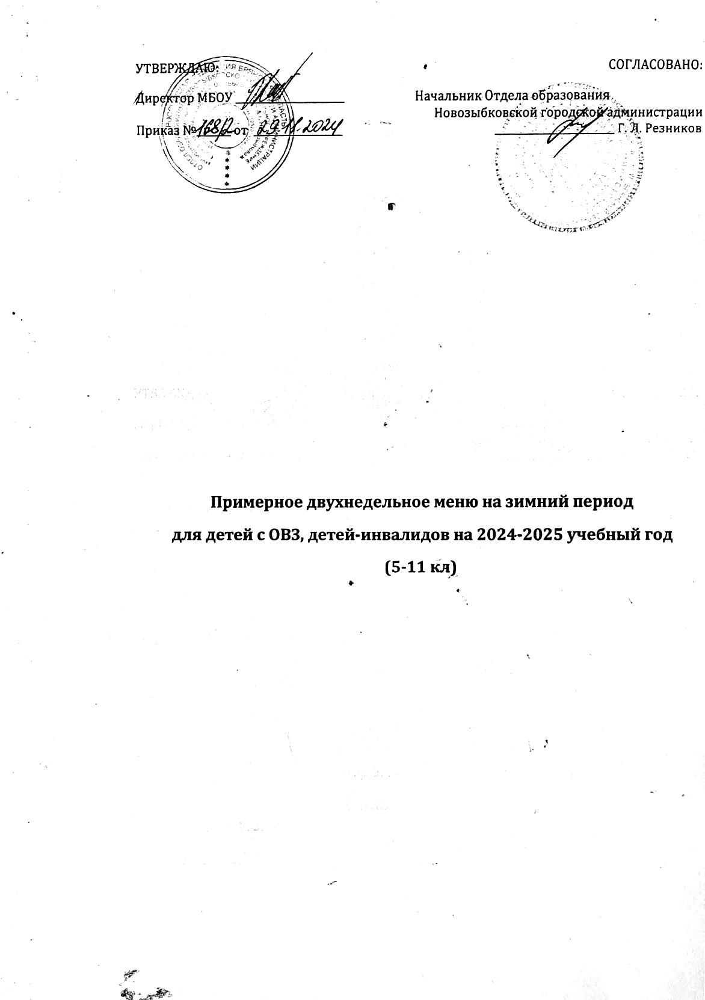 УТВЕРЖДАЮ:
Директор МБОУ
Приказ № 168/2 от 29.11.2024
СОГЛАСОВАНО:
Начальник Отдела образования
Новозыбковской городской администрации
Г. Л. Резников
Примерное двухнедельное меню на зимний период
для детей с ОВЗ, детей-инвалидов на 2024-2025 учебный год
(5-11 кл)